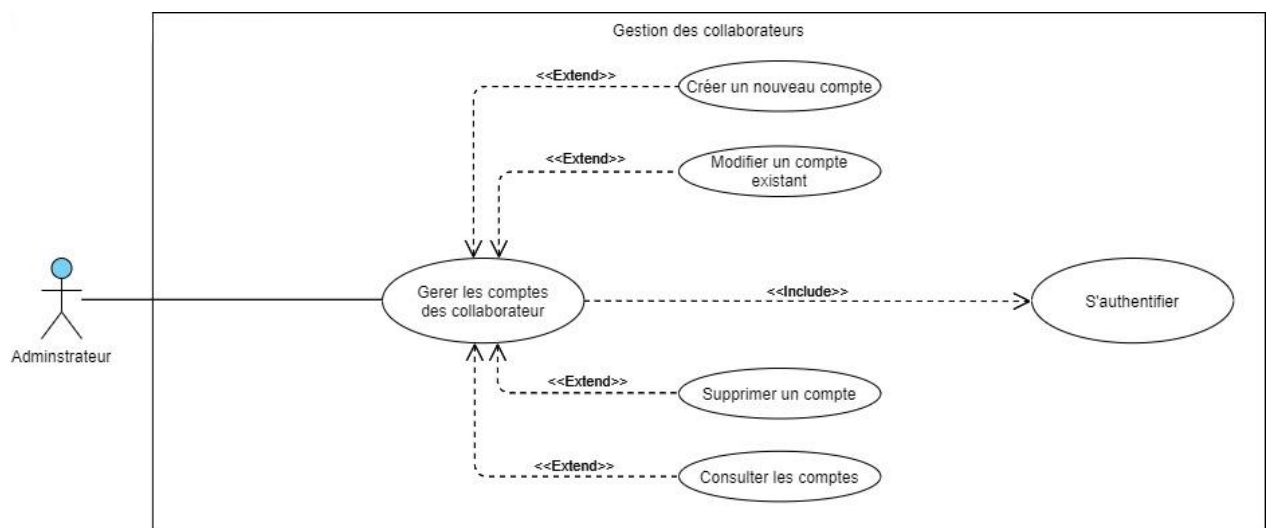 Gestion des collaborateurs
<<Extend>>
Créer un nouveau compte
<<Extend>>
Modifier un compte
existant
Gerer les comptes
des collaborateur
<<Include>>
S'authentifier
Adminstrateur
<<Extend>>
Supprimer un compte
<<Extend>>
Consulter les comptes